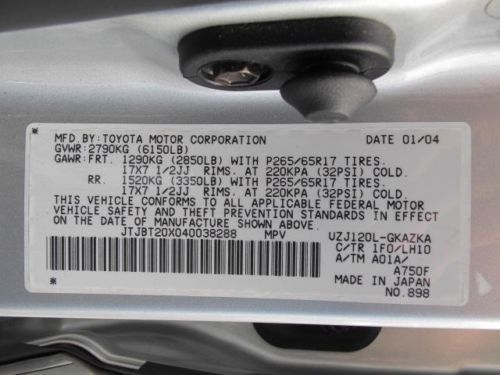 MFD.BY:TOYOTA MOTOR CORPORATION DATE 01/04
GVWR:2790KG (6150LB)
GAWR:FRT. 1290KG (2850LB) WITH P265/65R17 TIRES.
17X7 1/2JJ RIMS. AT 220KPA (32PSI) COLD.
RR. 1520KG (3350LB) WITH P265/65R17 TIRES.
17X7 1/2JJ RIMS. AT 220KPA (32PSI) COLD.
THIS VEHICLE CONFORMS TO ALL APPLICABLE FEDERAL MOTOR
VEHICLE SAFETY AND THEFT PREVENTION STANDARDS IN EFFECT
ON THE DATE OF MANUFACTURE SHOWN ABOVE.
JTJBT20X040038288 MPV UZJ120L-GKAZKA
C/TR 1F0/LH10
A/TM A01A/
A750F
MADE IN JAPAN
NO.898